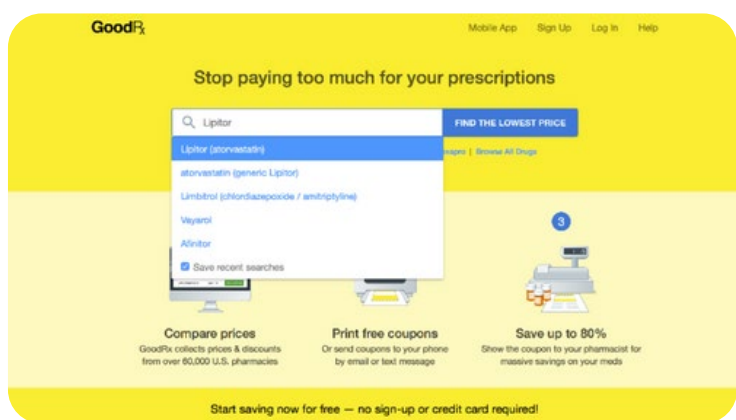 GoodRx
Mobile App Sign Up Log In Help
Stop paying too much for your prescriptions
Lipitor
FIND THE LOWEST PRICE
Lipitor (atorvastatin)
| Browse All Drugs
atorvastatin (generic Lipitor)
Limbitrol (chlordiazepoxide / amitriptyline)
Vayarol
Afinitor
Save recent searches
3
Compare prices
GoodRx collects prices & discounts
from over 60,000 U.S. pharmacies
Print free coupons
Or send coupons to your phone
by email or text message
Save up to 80%
Show the coupon to your pharmacist for
massive savings on your meds
Start saving now for free — no sign-up or credit card required!